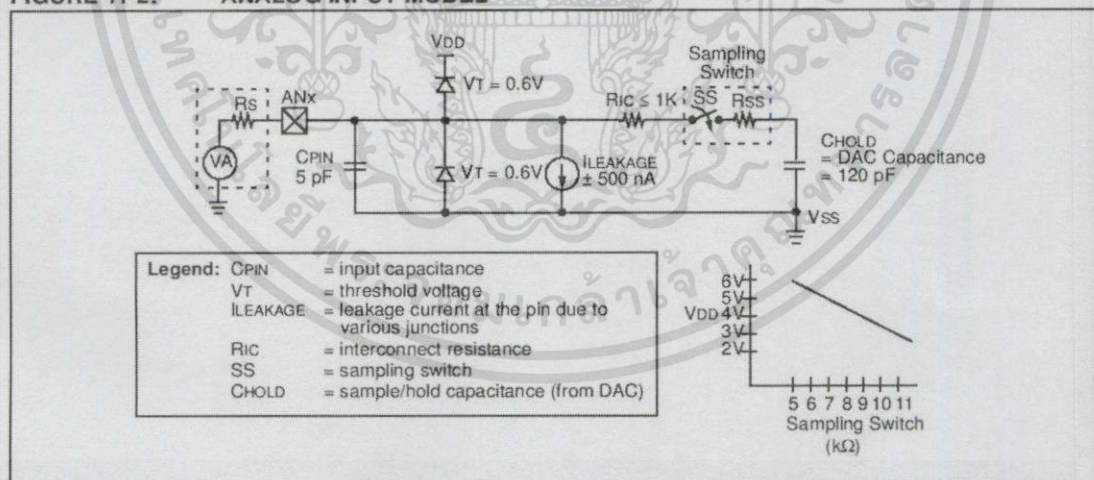 FIGURE 7.2: ANALOG INPUT MODEL
VDD
Sampling
Switch
VT = 0.6V
RS
ANx
RIC ≤ 1K
SS
RSS
VA
CPIN
5 pF
VT = 0.6V
ILEAKAGE
± 500 nA
CHOLD
= DAC Capacitance
= 120 pF
VSS
Legend: CPIN = input capacitance
VT = threshold voltage
ILEAKAGE = leakage current at the pin due to
various junctions
RIC = interconnect resistance
SS = sampling switch
CHOLD = sample/hold capacitance (from DAC)
6V
5V
VDD 4V
3V
2V
5 6 7 8 9 10 11
Sampling Switch
(kΩ)